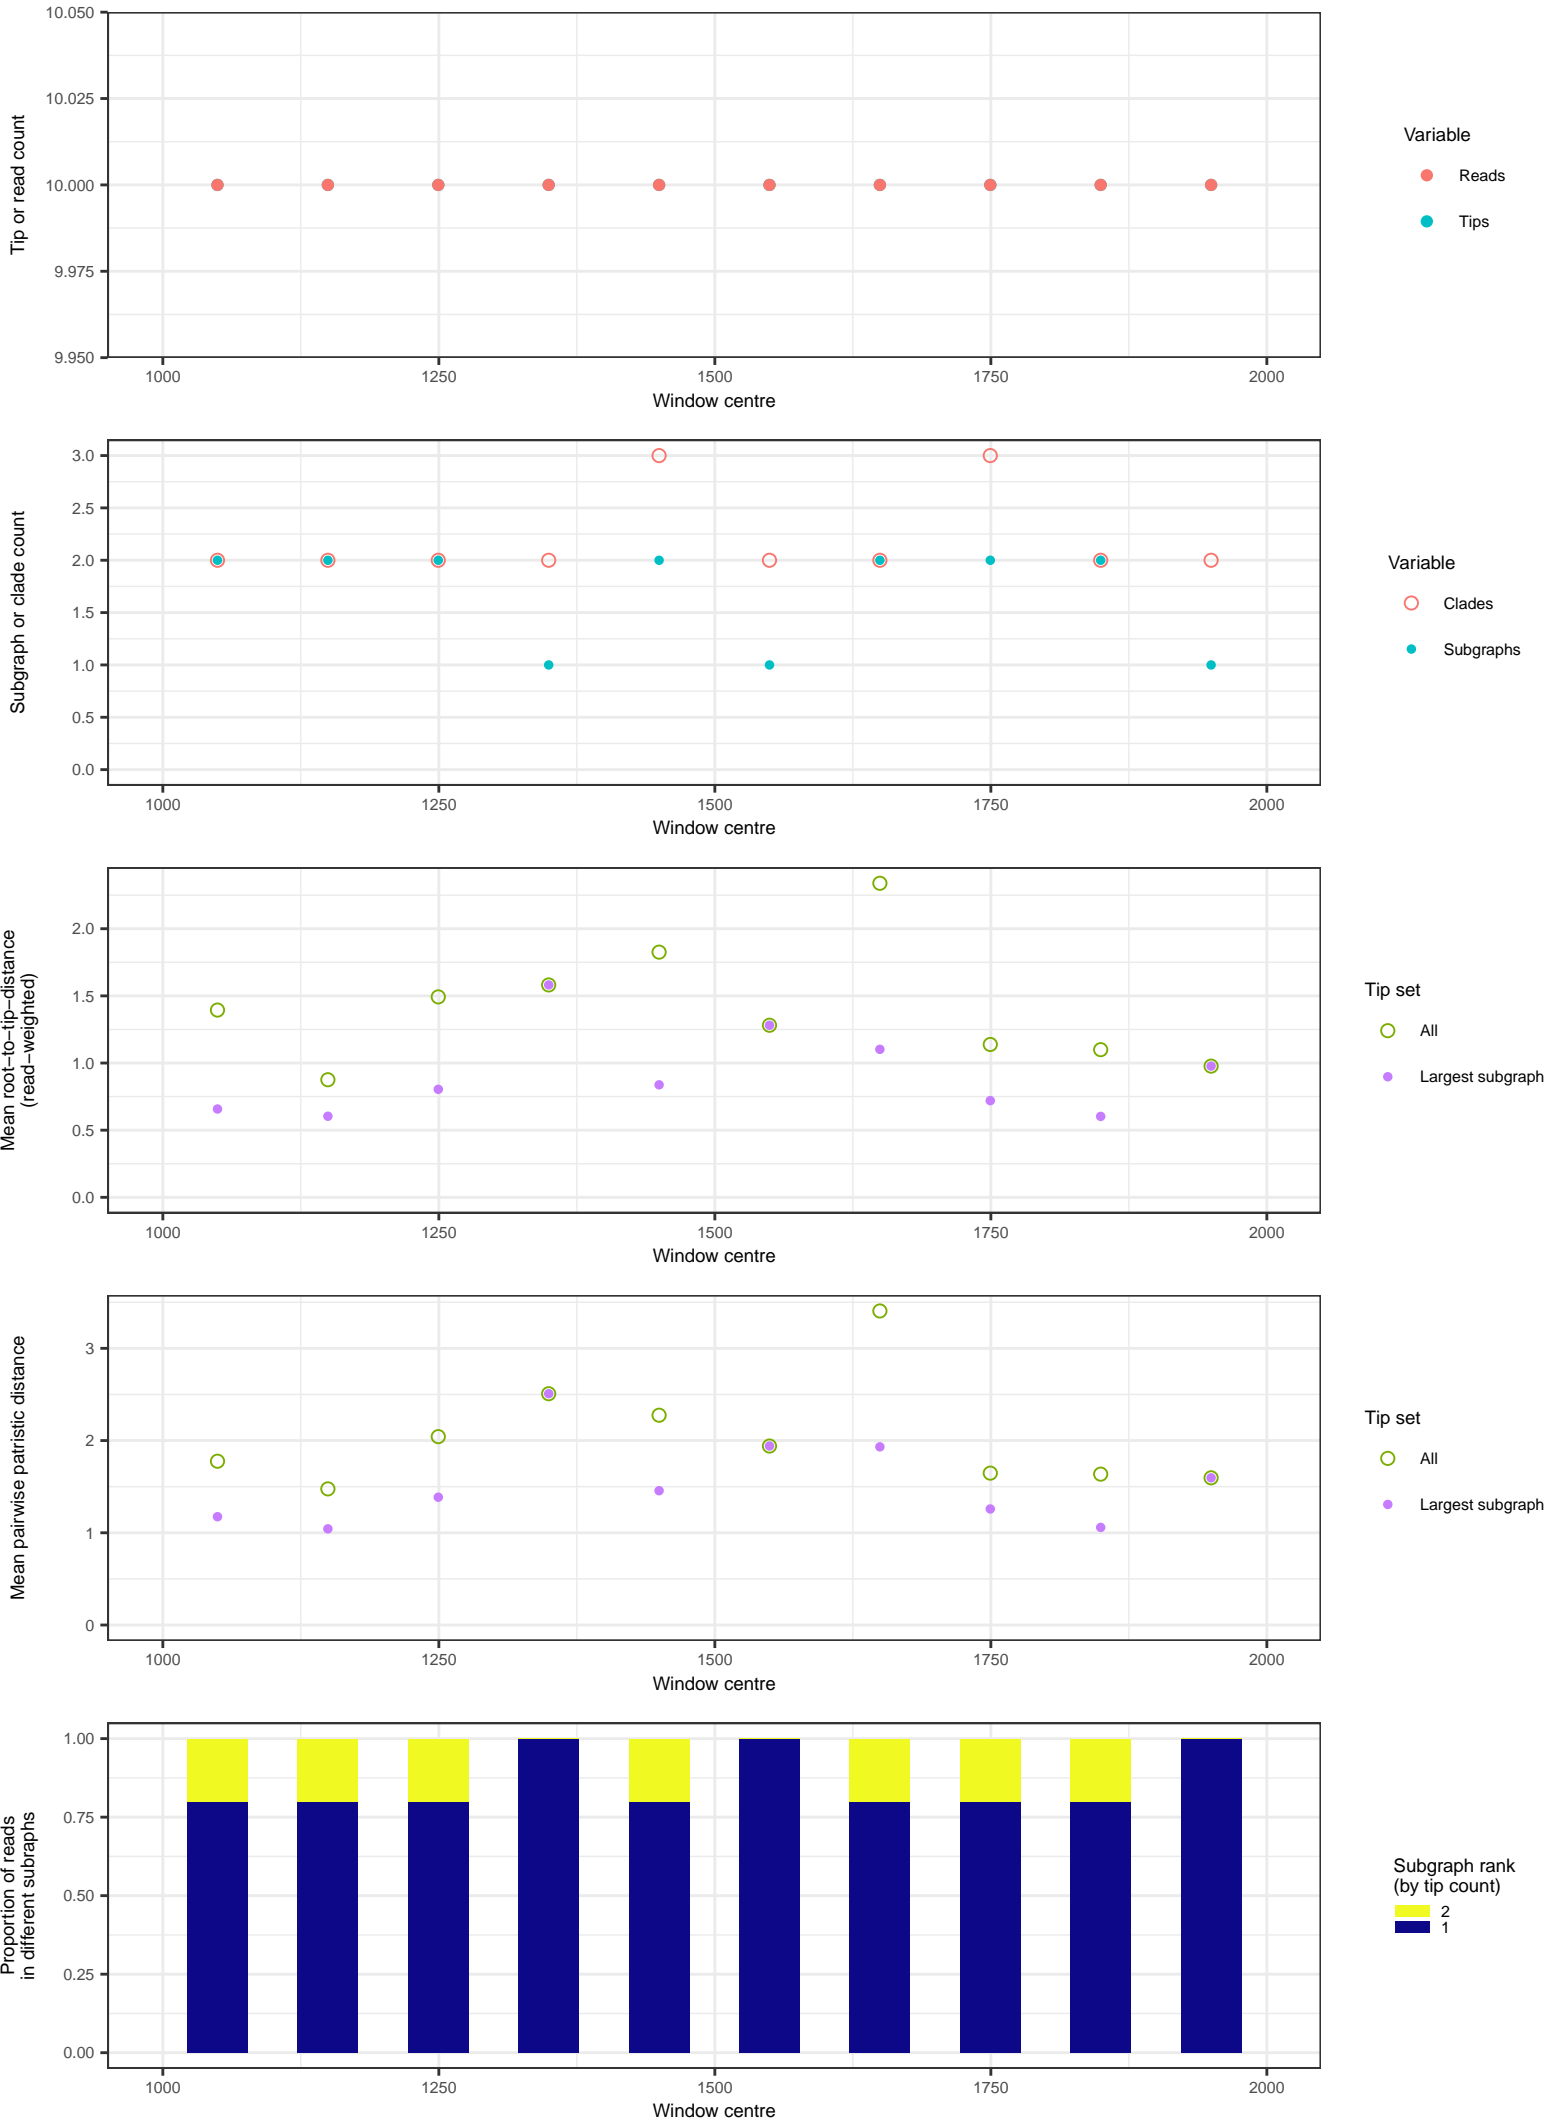 10.050
10.025
10.000
9.975
9.950
Tip or read count
1000 1250 1500 1750 2000
Window centre
Variable
Reads
Tips
3.0
2.5
2.0
1.5
1.0
0.5
0.0
Subgraph or clade count
1000 1250 1500 1750 2000
Window centre
Variable
Clades
Subgraphs
2.0
1.5
1.0
0.5
0.0
Mean root−to−tip−distance
(read−weighted)
1000 1250 1500 1750 2000
Window centre
Tip set
All
Largest subgraph
3
2
1
0
Mean pairwise patristic distance
1000 1250 1500 1750 2000
Window centre
Tip set
All
Largest subgraph
1.00
0.75
0.50
0.25
0.00
Proportion of reads
in different subraphs
1000 1250 1500 1750 2000
Window centre
Subgraph rank
(by tip count)
2
1